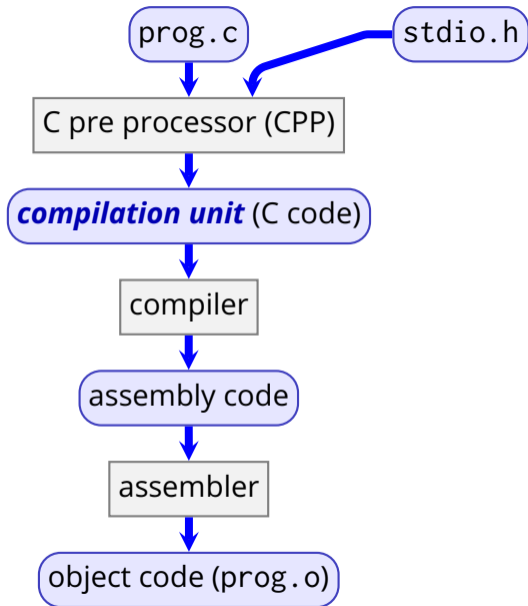 prog.c
stdio.h
C pre processor (CPP)
compilation unit (C code)
compiler
assembly code
assembler
object code (prog.o)